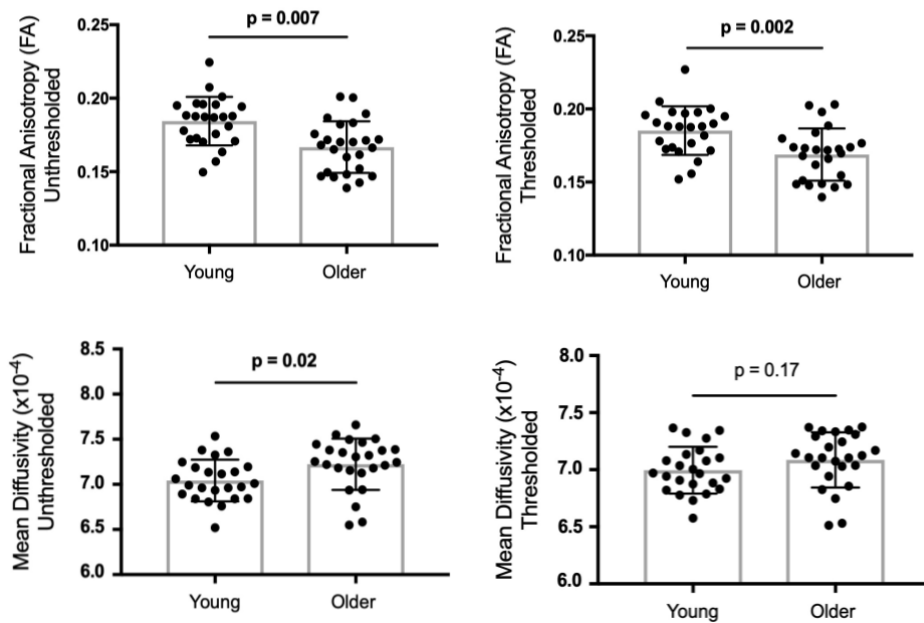 p = 0.007
Fractional Anisotropy (FA)
Unthresholded
0.25
0.20
0.15
0.10
Young Older
p = 0.002
Fractional Anisotropy (FA)
Thresholded
0.25
0.20
0.15
0.10
Young Older
p = 0.02
Mean Diffusivity (x10-4)
Unthresholded
8.5
8.0
7.5
7.0
6.5
6.0
Young Older
p = 0.17
Mean Diffusivity (x10-4)
Thresholded
8.0
7.5
7.0
6.5
6.0
Young Older